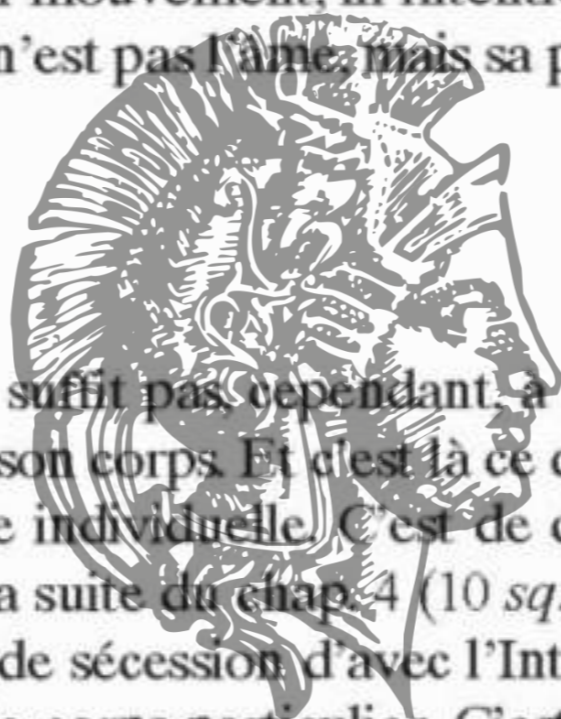 n'est pas l'âme, mais sa p
suffit pas, cependant, à
son corps. Et c'est là ce
e individuelle. C'est de
a suite du chap. 4 (10 sq
de sécession d'avec l'Int